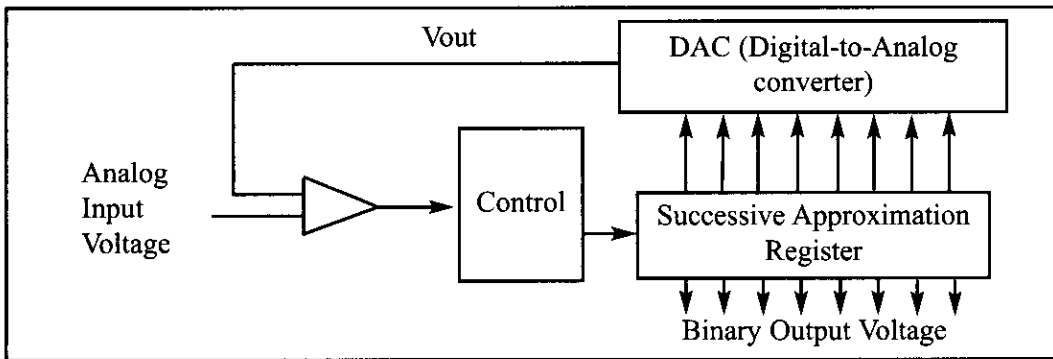 Vout
DAC (Digital-to-Analog
converter)
Analog
Input
Voltage
Control
Successive Approximation
Register
Binary Output Voltage